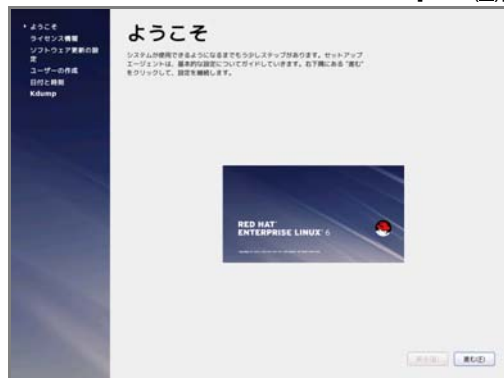 ようこそ
ライセンス情報
ソフトウェア更新の設
定
ユーザーの作成
日付と時刻
Kdump
ようこそ
システムが使用できるようになるまでもう少しステップがあります。セットアップ
エージェントは、基本的な設定についてガイドしていきます。右下隅にある "進む"
をクリックして、設定を継続します。
RED HAT
ENTERPRISE LINUX 6
進む(F)